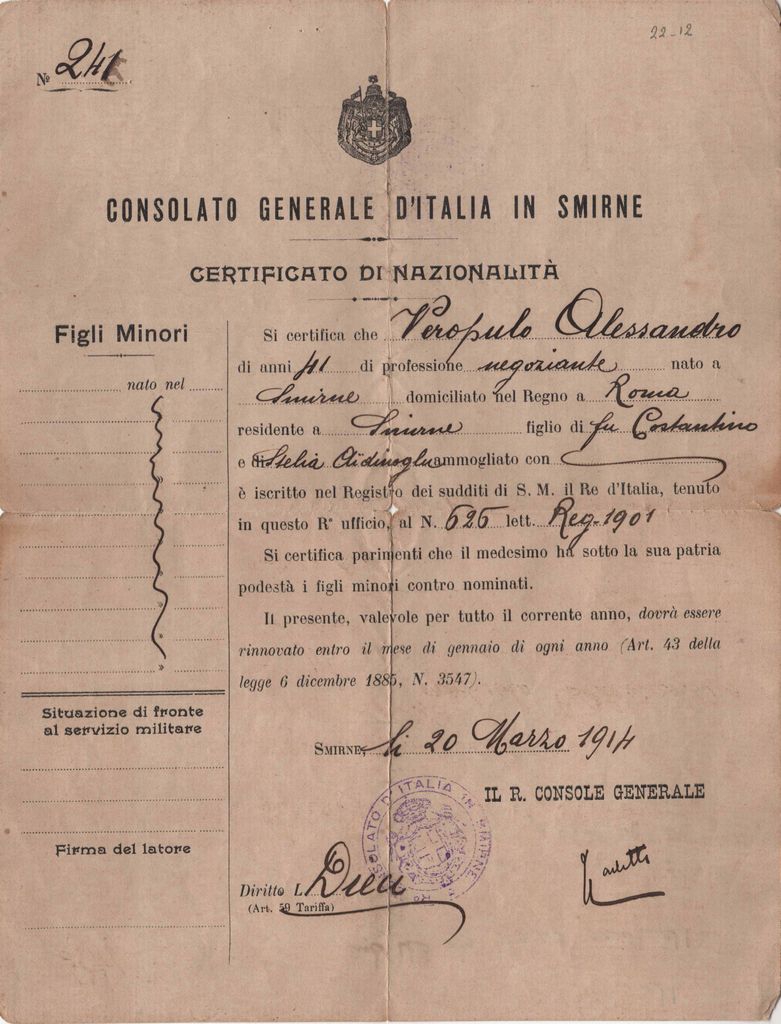 22-12
Nº 241
CONSOLATO GENERALE D'ITALIA IN SMIRNE
CERTIFICATO DI NAZIONALITÀ
Figli Minori
nato nel
»
»
»
Situazione di fronte
al servizio militare
Firma del latore
Si certifica che Veropulo Alessandro
di anni 41 di professione negoziante nato a
Smirne domiciliato nel Regno a Roma
residente a Smirne figlio di fu Costantino
e di Stelia Aidinoglu ammogliato con
è iscritto nel Registro dei sudditi di S. M. il Re d'Italia, tenuto
in questo Rº ufficio, al N. 626 lett. Reg-1901
Si certifica parimenti che il medesimo ha sotto la sua patria
podestà i figli minori contro nominati.
Il presente, valevole per tutto il corrente anno, dovrà essere
rinnovato entro il mese di gennaio di ogni anno (Art. 43 della
legge 6 dicembre 1885, N. 3547).
SMIRNE, li 20 Marzo 1914
IL R. CONSOLE GENERALE
Diritto L. Dieci
(Art. 59 Tariffa)
CONSOLATO D'ITALIA IN SMIRNE